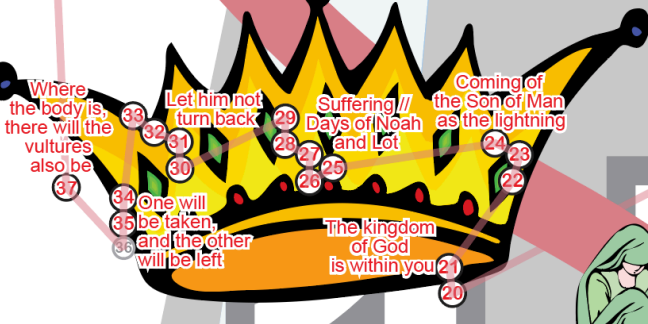 Where
the body is,
there will the
vultures
also be
37
33
32
31
30
34
35
36
Let him not
turn back
29
28
27
26
25
Suffering //
Days of Noah
and Lot
Coming of
the Son of Man
as the lightning
24
23
22
One will
be taken,
and the other
will be left
The kingdom
of God
is within you
21
20